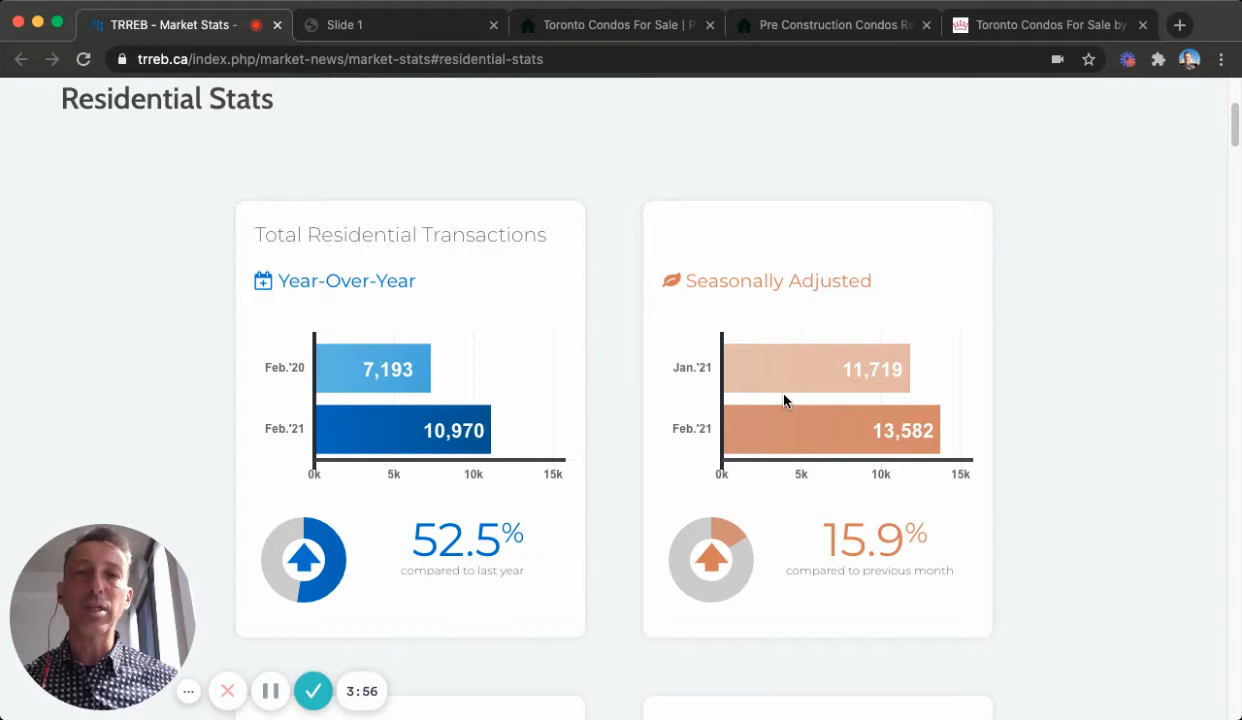 TRREB - Market Stats -
Slide 1
Toronto Condos For Sale | P
Pre Construction Condos Re
Toronto Condos For Sale by
trreb.ca/index.php/market-news/market-stats#residential-stats
Residential Stats
Total Residential Transactions
Year-Over-Year
Feb.'20
7,193
Feb.'21
10,970
0k 5k 10k 15k
52.5%
compared to last year
Seasonally Adjusted
Jan.'21
11,719
Feb.'21
13,582
0k 5k 10k 15k
15.9%
compared to previous month
3:56